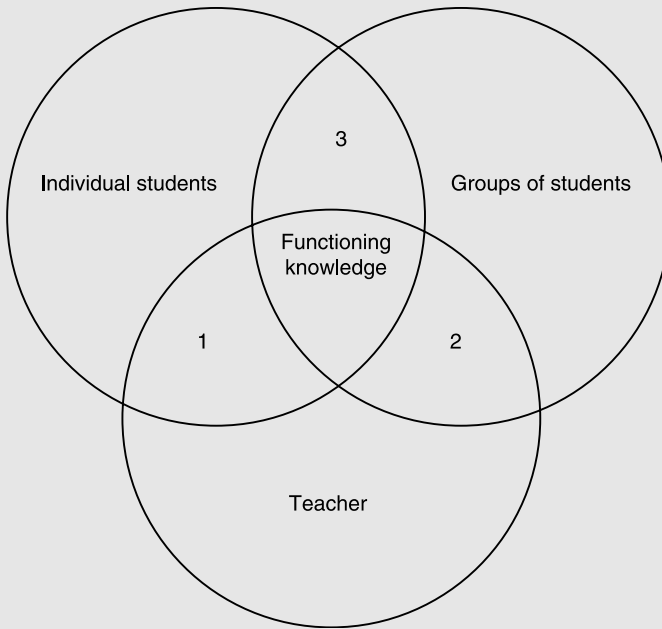 3
Individual students
Groups of students
Functioning
knowledge
1
2
Teacher